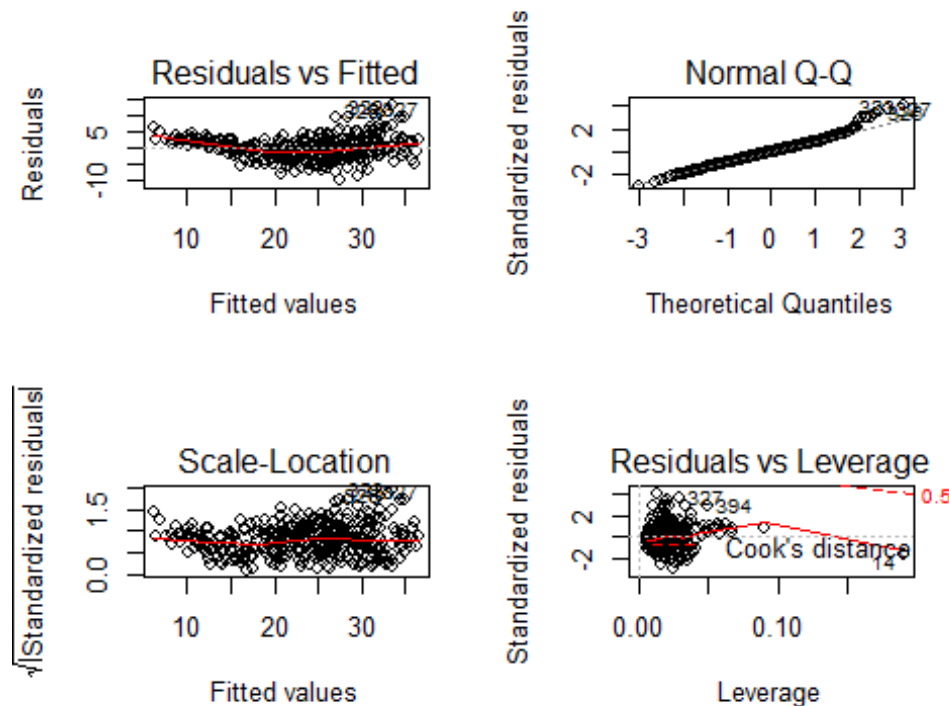 Residuals vs Fitted
Residuals
5
-10
10
20
30
Fitted values
Normal Q-Q
Standardized residuals
2
-2
-3
-1
0
1
2
3
Theoretical Quantiles
Scale-Location
√|Standardized residuals|
1.5
0.0
10
20
30
Fitted values
Residuals vs Leverage
Standardized residuals
2
-2
327
394
0.5
Cook's distance
14
0.00
0.10
Leverage